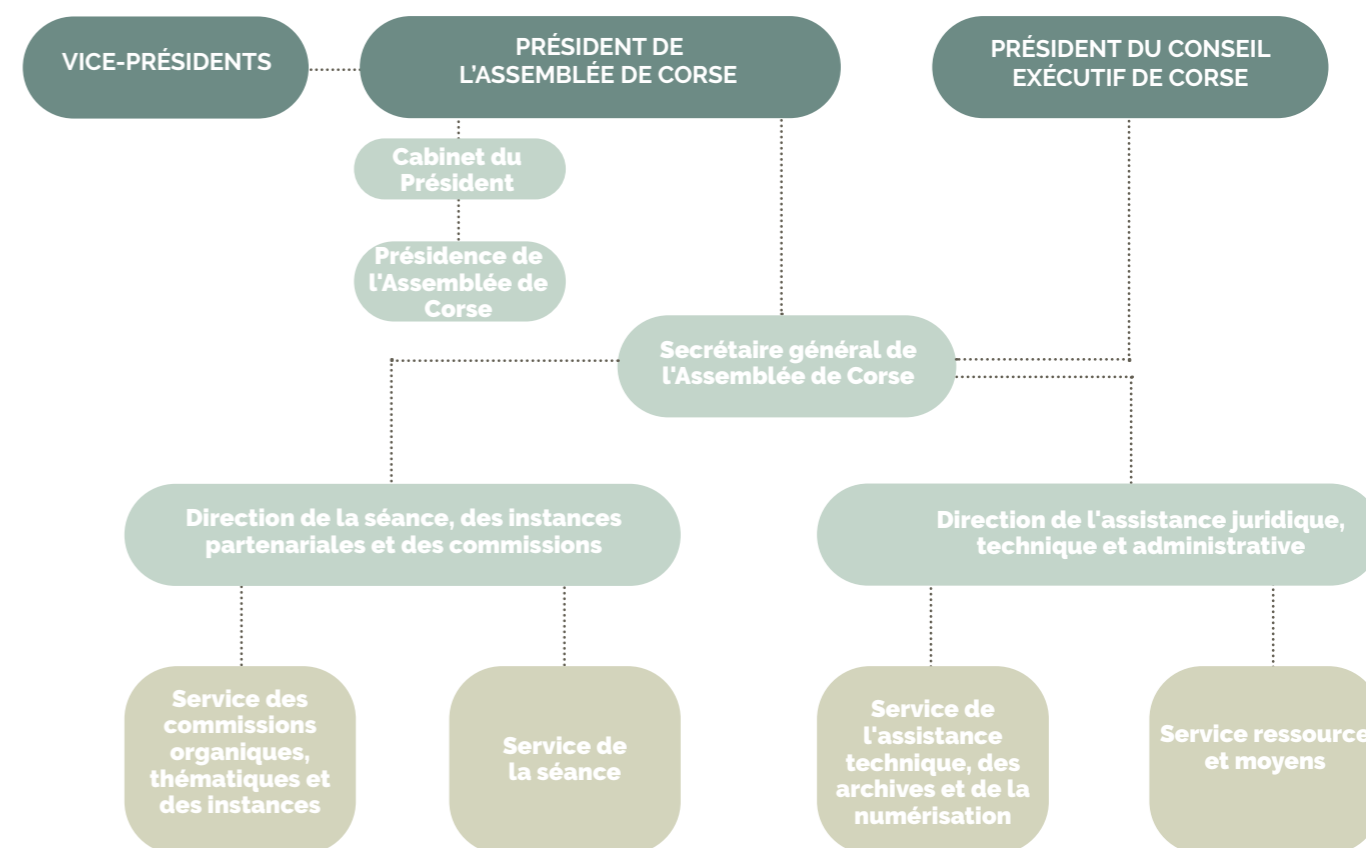 VICE-PRÉSIDENTS
PRÉSIDENT DE
L'ASSEMBLÉE DE CORSE
PRÉSIDENT DU CONSEIL
EXÉCUTIF DE CORSE
Cabinet du
Président
Présidence de
l'Assemblée de
Corse
Secrétaire général de
l'Assemblée de Corse
Direction de la séance, des instances
partenariales et des commissions
Direction de l'assistance juridique,
technique et administrative
Service des
commissions
organiques,
thématiques et
des instances
Service de
la séance
Service de
l'assistance
technique, des
archives et de la
numérisation
Service ressource
et moyens